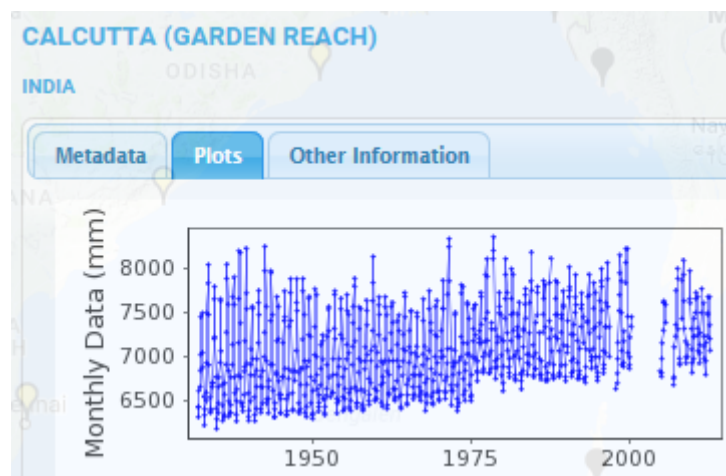 CALCUTTA (GARDEN REACH)
ODISHA
INDIA
Metadata Plots Other Information
Monthly Data (mm)
8000
7500
7000
6500
1950 1975 2000